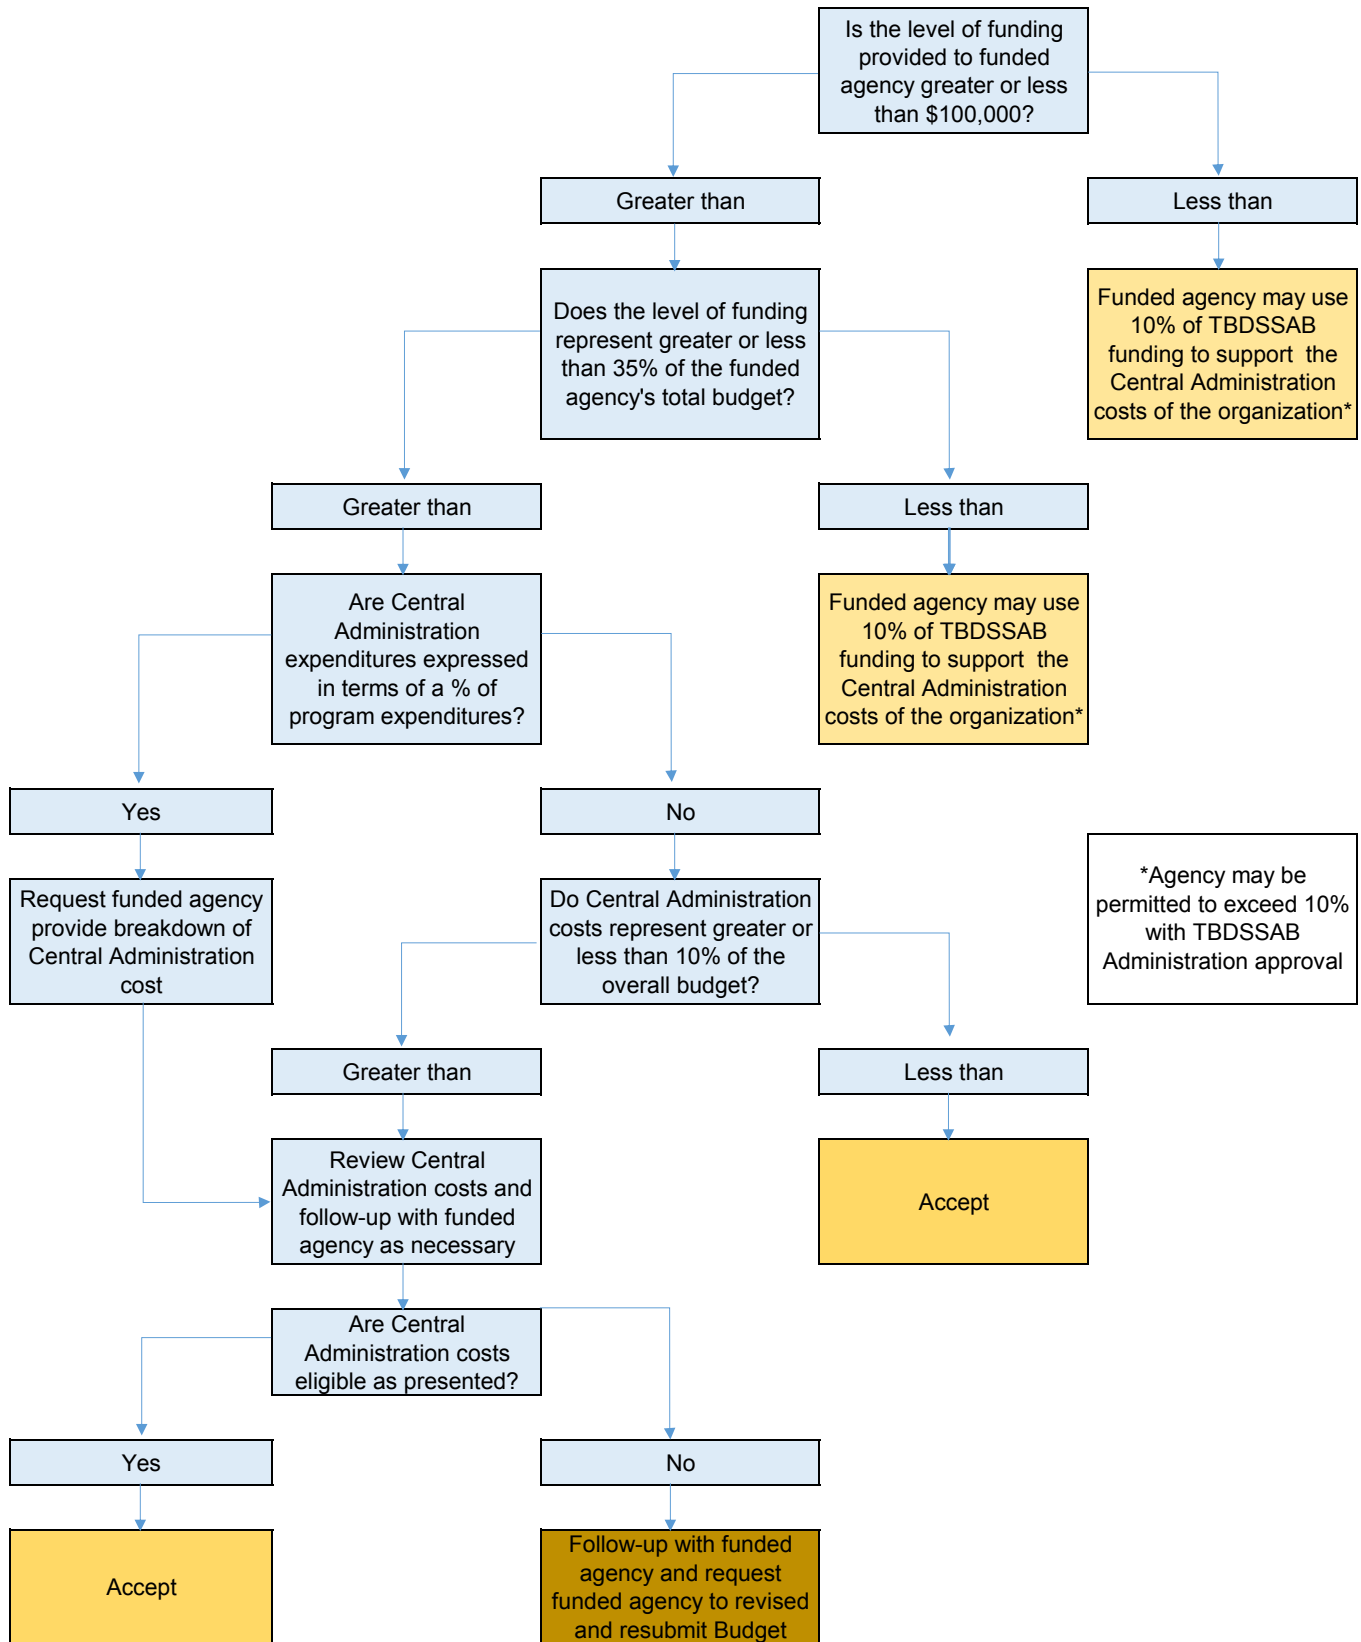 Is the level of funding
provided to funded
agency greater or less
than $100,000?
Greater than
Less than
Does the level of funding
represent greater or less
than 35% of the funded
agency's total budget?
Funded agency may use
10% of TBDSSAB
funding to support  the
Central Administration
costs of the organization*
Greater than
Less than
Are Central
Administration
expenditures expressed
in terms of a % of
program expenditures?
Funded agency may use
10% of TBDSSAB
funding to support  the
Central Administration
costs of the organization*
Yes
No
Request funded agency
provide breakdown of
Central Administration
cost
Do Central Administration
costs represent greater or
less than 10% of the
overall budget?
*Agency may be
permitted to exceed 10%
with TBDSSAB
Administration approval
Greater than
Less than
Review Central
Administration costs and
follow-up with funded
agency as necessary
Accept
Are Central
Administration costs
eligible as presented?
Yes
No
Accept
Follow-up with funded
agency and request
funded agency to revised
and resubmit Budget